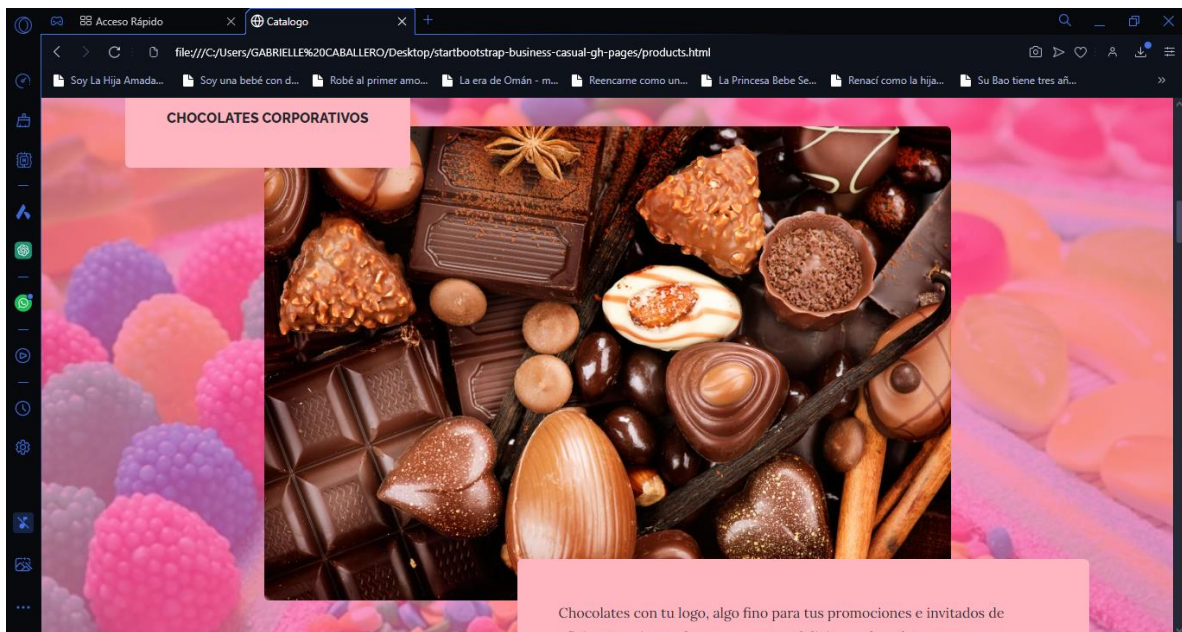 Acceso Rápido
Catalogo
file:///C:/Users/GABRIELLE%20CABALLERO/Desktop/startbootstrap-business-casual-gh-pages/products.html
Soy La Hija Amada...
Soy una bebé con d...
Robé al primer amo...
La era de Omán - m...
Reencarne como un...
La Princesa Bebe Se...
Renací como la hija...
Su Bao tiene tres añ...
CHOCOLATES CORPORATIVOS
Chocolates con tu logo, algo fino para tus promociones e invitados de